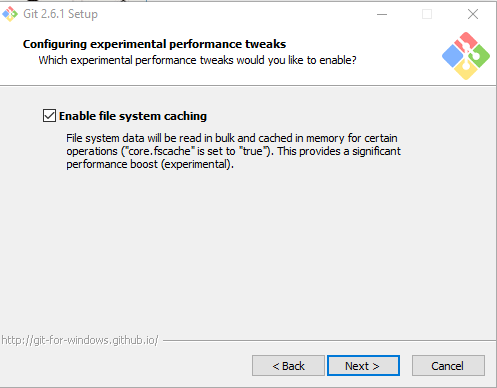 Git 2.6.1 Setup
Configuring experimental performance tweaks
Which experimental performance tweaks would you like to enable?
Enable file system caching
File system data will be read in bulk and cached in memory for certain
operations ("core.fscache" is set to "true"). This provides a significant
performance boost (experimental).
http://git-for-windows.github.io/
< Back
Next >
Cancel